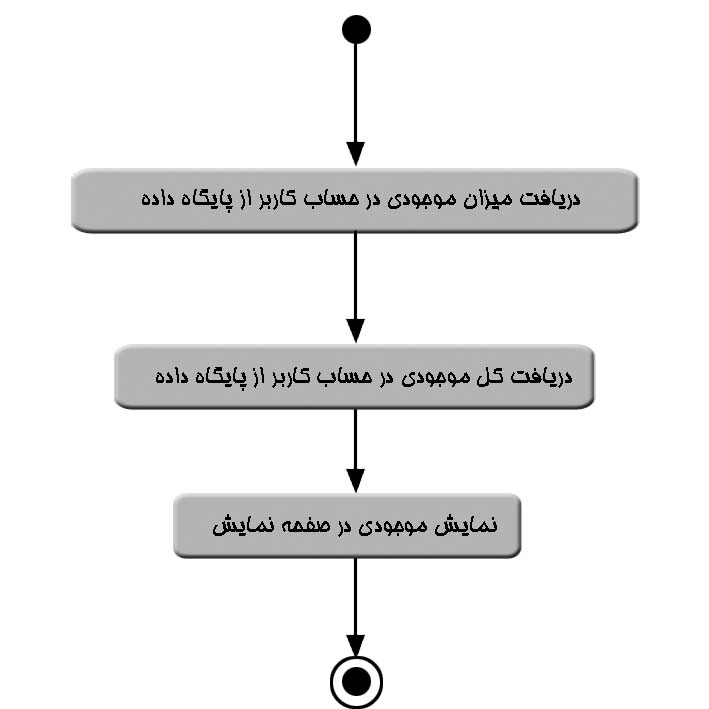 دریافت میزان موجودی در حساب کاربر از پایگاه داده
دریافت کل موجودی در حساب کاربر از پایگاه داده
نمایش موجودی در صفحه نمایش